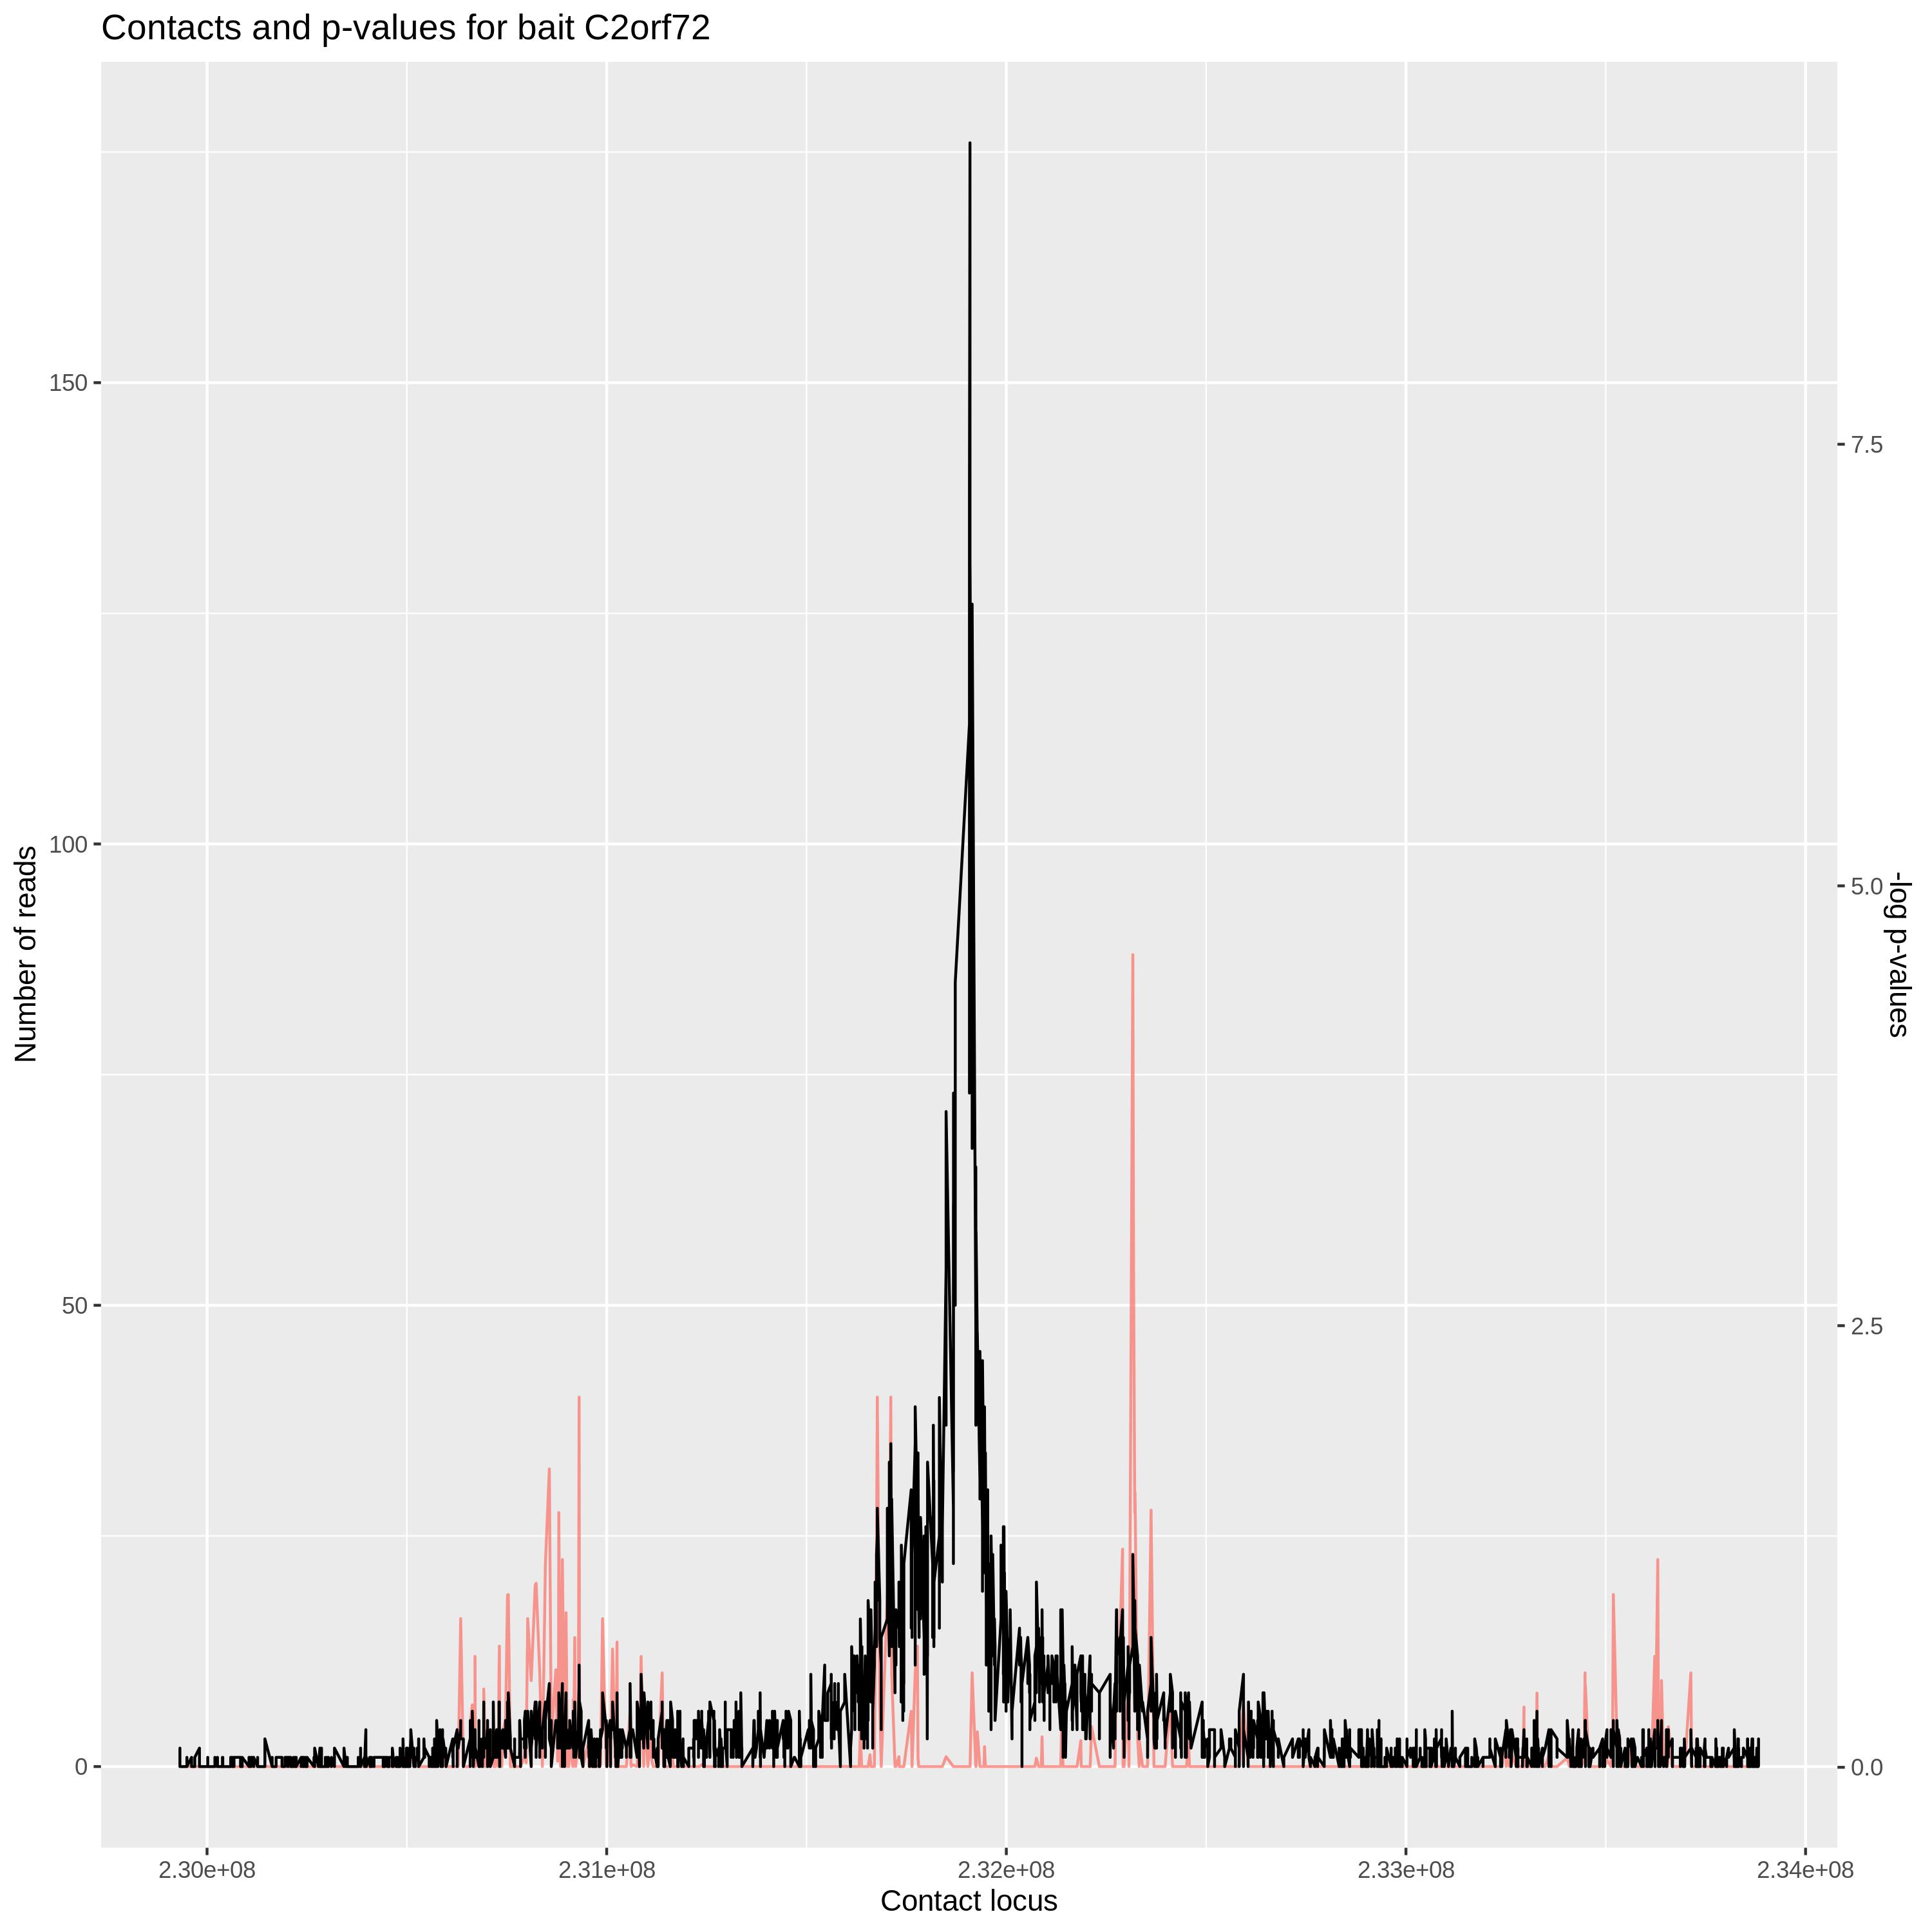 Contacts and p-values for bait C2orf72
150
100
50
0
Number of reads
7.5
5.0
2.5
0.0
-log p-values
2.30e+08
2.31e+08
2.32e+08
2.33e+08
2.34e+08
Contact locus